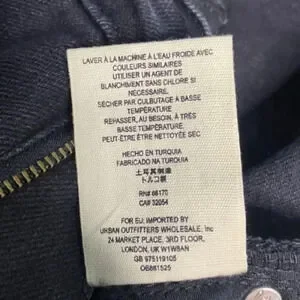 LAVER À LA MACHINE À L'EAU FROIDE AVEC
COULEURS SIMILAIRES
UTILISER UN AGENT DE
BLANCHIMENT SANS CHLORE SI
NÉCESSAIRE.
SÉCHER PAR CULBUTAGE À BASSE
TEMPÉRATURE
REPASSER, AU BESOIN, À TRÈS
BASSE TEMPÉRATURE.
PEUT-ÊTRE ÊTRE NETTOYÉE SEC
HECHO EN TURQUIA
FABRICADO NA TURQUIA
土耳其制造
トルコ製
RN# 66170
CA# 32054
FOR EU: IMPORTED BY
URBAN OUTFITTERS WHOLESALE, Inc
24 MARKET PLACE, 3RD FLOOR,
LONDON, UK W1W8AN
GB 975119105
OB881525